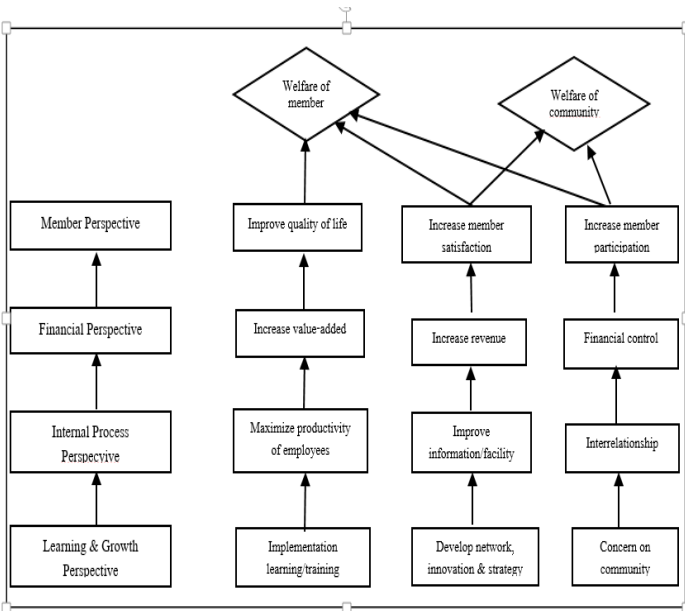 Welfare of
member
Welfare of
community
Member Perspective
Improve quality of life
Increase member
satisfaction
Increase member
participation
Financial Perspective
Increase value-added
Increase revenue
Financial control
Internal Process
Perspecyive
Maximize productivity
of employees
Improve
information/facility
Interrelationship
Learning & Growth
Perspective
Implementation
learning/training
Develop network,
innovation & strategy
Concern on
community